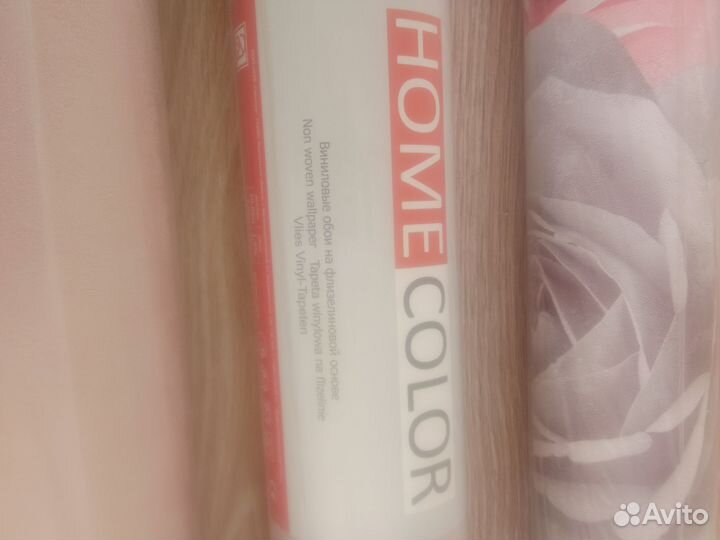 HOME COLOR
Виниловые обои на флизелиновой основе
Non woven wallpaper Tapeta winylowa na flizelinie
Vlies Vinyl-Tapeten
Avito